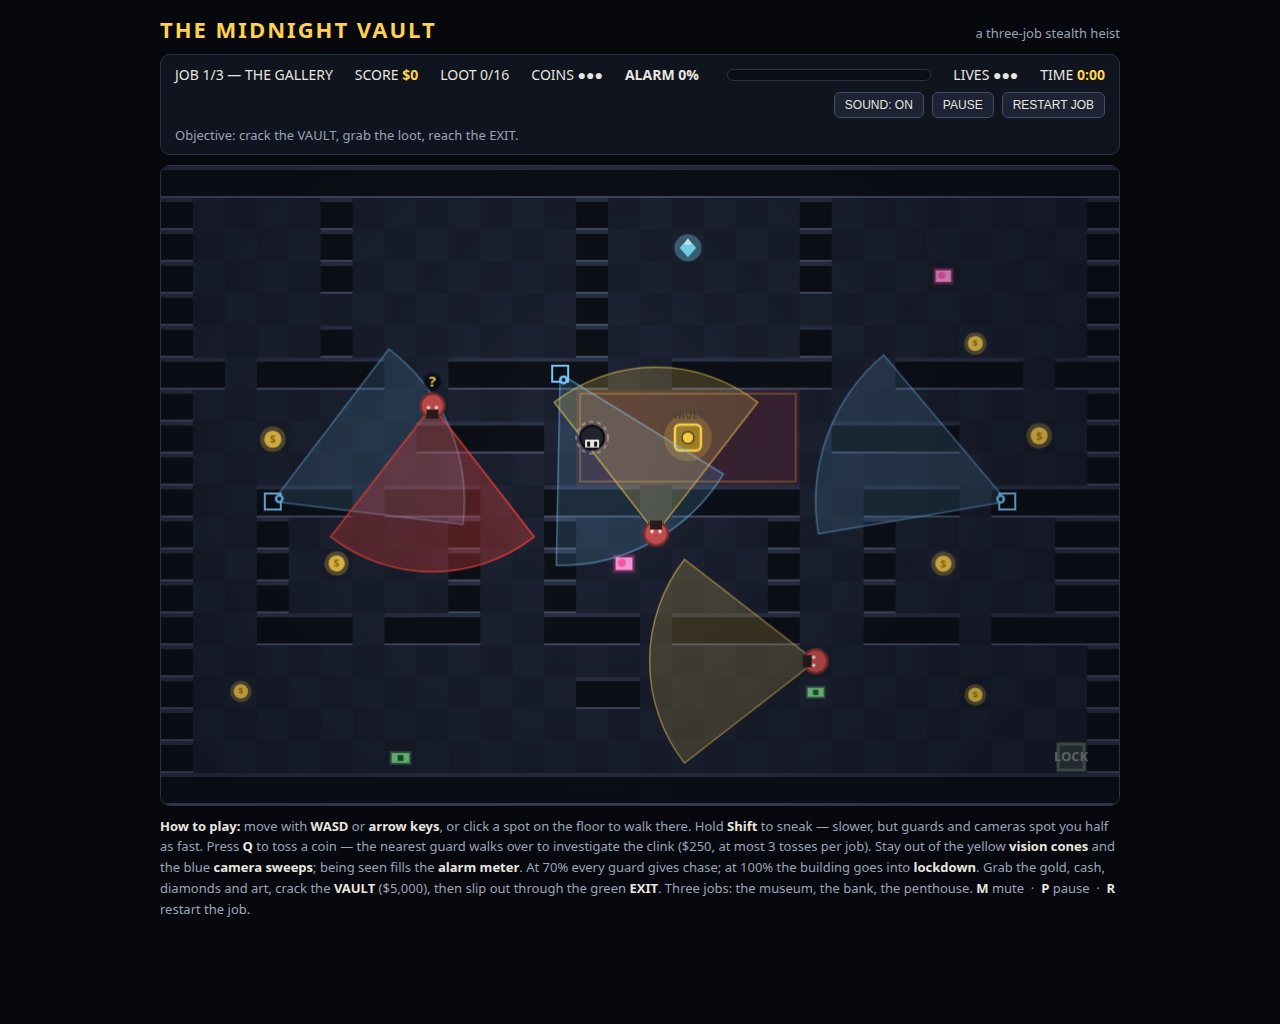 THE MIDNIGHT VAULT
a three-job stealth heist
JOB 1/3 — THE GALLERY SCORE $0 LOOT 0/16 COINS ●●● ALARM 0% LIVES ●●● TIME 0:00
SOUND: ON PAUSE RESTART JOB
Objective: crack the VAULT, grab the loot, reach the EXIT.
$
?
VAULT
$
$
$
$
$
$
LOCK
How to play: move with WASD or arrow keys, or click a spot on the floor to walk there. Hold Shift to sneak — slower, but guards and cameras spot you half
as fast. Press Q to toss a coin — the nearest guard walks over to investigate the clink ($250, at most 3 tosses per job). Stay out of the yellow vision cones and
the blue camera sweeps; being seen fills the alarm meter. At 70% every guard gives chase; at 100% the building goes into lockdown. Grab the gold, cash,
diamonds and art, crack the VAULT ($5,000), then slip out through the green EXIT. Three jobs: the museum, the bank, the penthouse. M mute · P pause · R
restart the job.